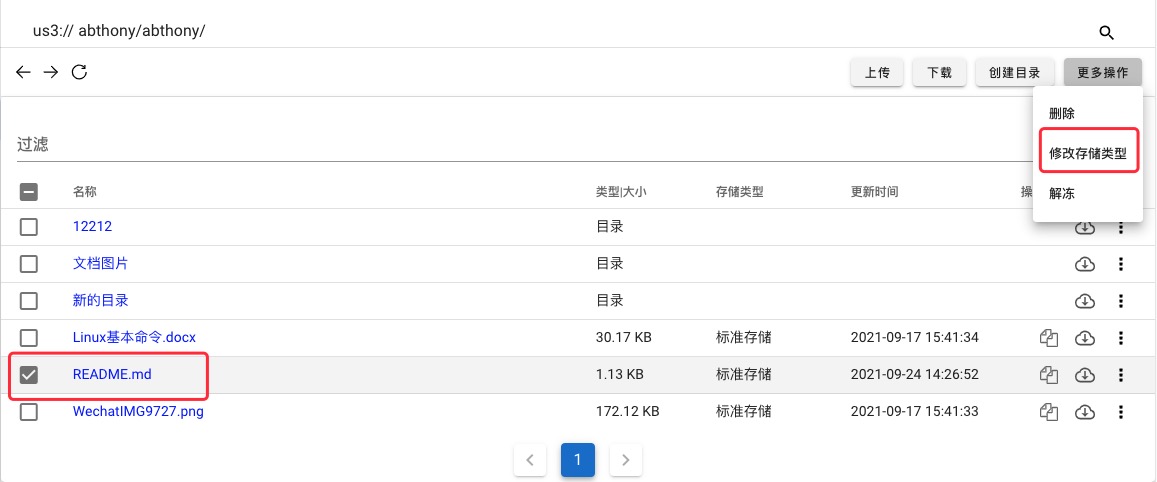 us3:// abthony/abthony/
上传 下载 创建目录 更多操作
删除
修改存储类型
解冻
过滤
名称 类型|大小 存储类型 更新时间 操
12212 目录
文档图片 目录
新的目录 目录
Linux基本命令.docx 30.17 KB 标准存储 2021-09-17 15:41:34
README.md 1.13 KB 标准存储 2021-09-24 14:26:52
WechatIMG9727.png 172.12 KB 标准存储 2021-09-17 15:41:33
1